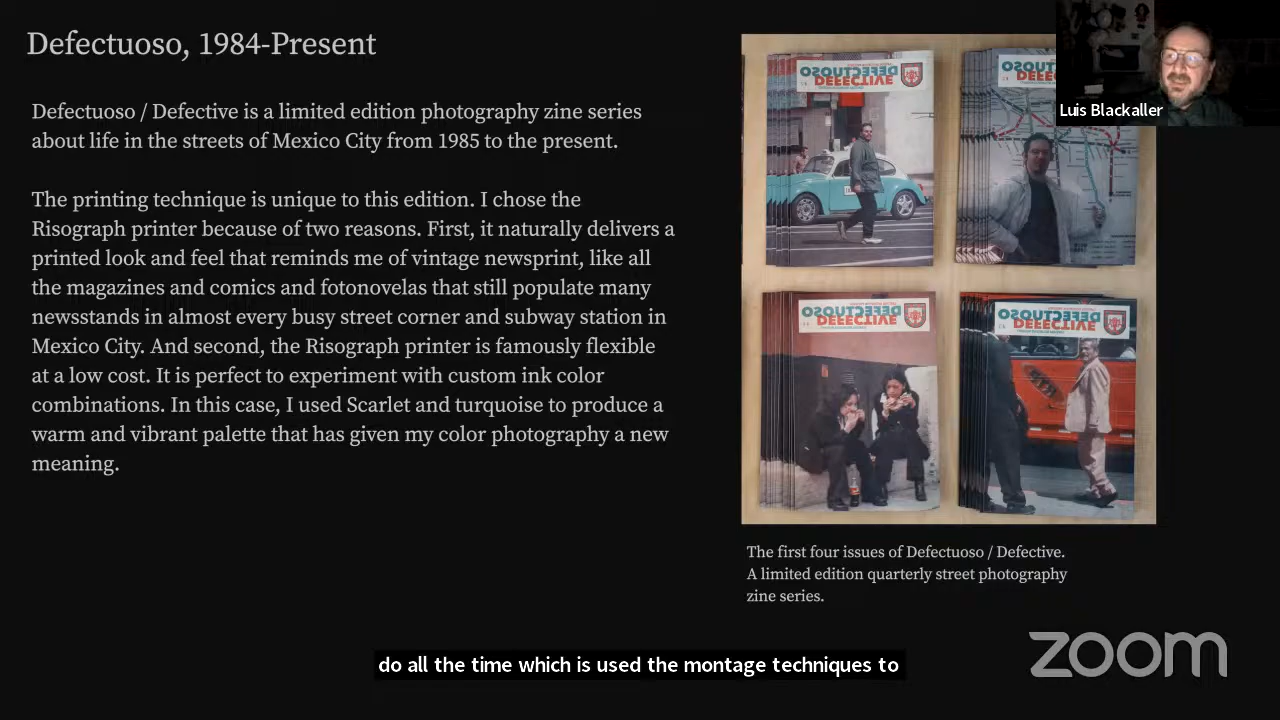 Defectuoso, 1984-Present
Defectuoso / Defective is a limited edition photography zine series
about life in the streets of Mexico City from 1985 to the present.
The printing technique is unique to this edition. I chose the
Risograph printer because of two reasons. First, it naturally delivers a
printed look and feel that reminds me of vintage newsprint, like all
the magazines and comics and fotonovelas that still populate many
newsstands in almost every busy street corner and subway station in
Mexico City. And second, the Risograph printer is famously flexible
at a low cost. It is perfect to experiment with custom ink color
combinations. In this case, I used Scarlet and turquoise to produce a
warm and vibrant palette that has given my color photography a new
meaning.
DEFECTUOSO
DEFECTIVE
DEFECTUOSO
DEFECTIVE
DEFECTUOSO
DEFECTIVE
Luis Blackaller
The first four issues of Defectuoso / Defective.
A limited edition quarterly street photography
zine series.
do all the time which is used the montage techniques to
zoom